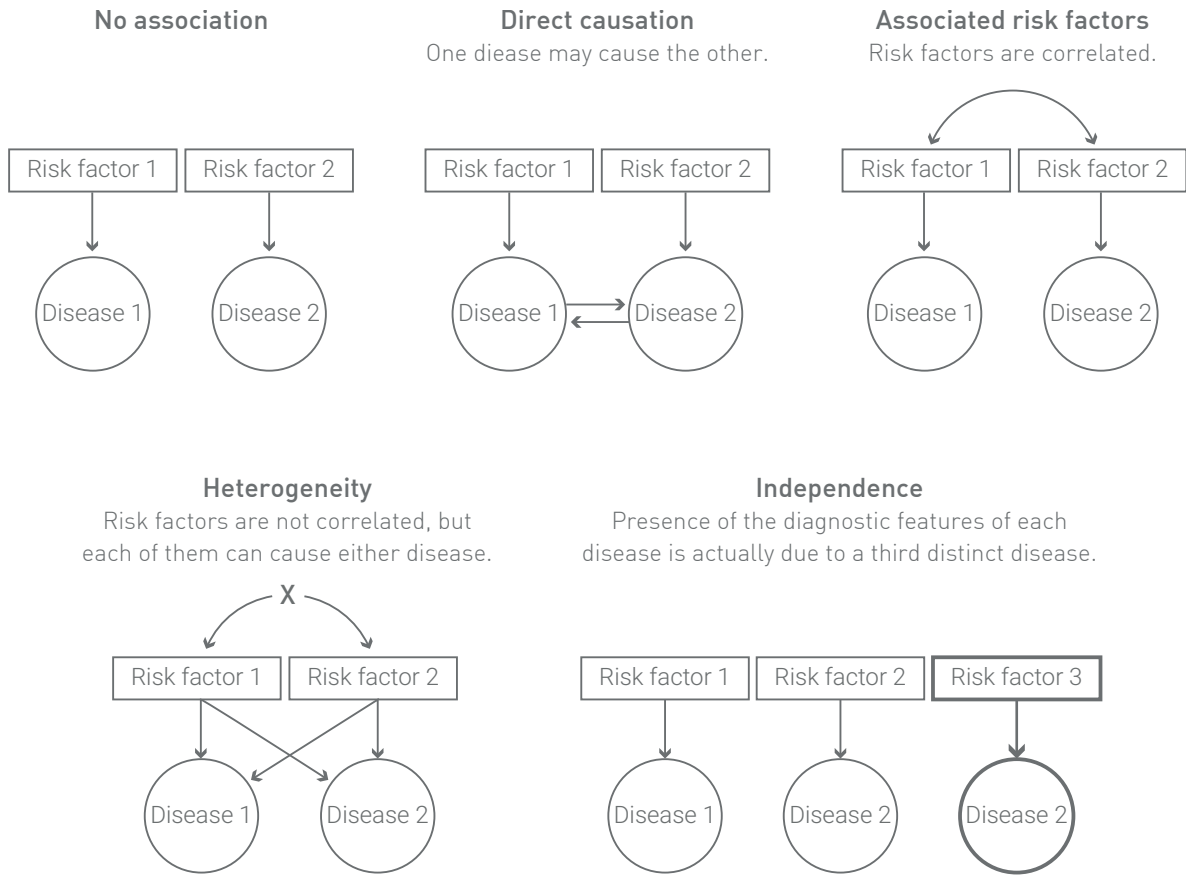 No association
Direct causation
One diease may cause the other.
Associated risk factors
Risk factors are correlated.
Risk factor 1
Risk factor 2
Risk factor 1
Risk factor 2
Risk factor 1
Risk factor 2
Disease 1
Disease 2
Disease 1
Disease 2
Disease 1
Disease 2
Heterogeneity
Risk factors are not correlated, but
each of them can cause either disease.
Independence
Presence of the diagnostic features of each
disease is actually due to a third distinct disease.
X
Risk factor 1
Risk factor 2
Risk factor 1
Risk factor 2
Risk factor 3
Disease 1
Disease 2
Disease 1
Disease 2
Disease 2